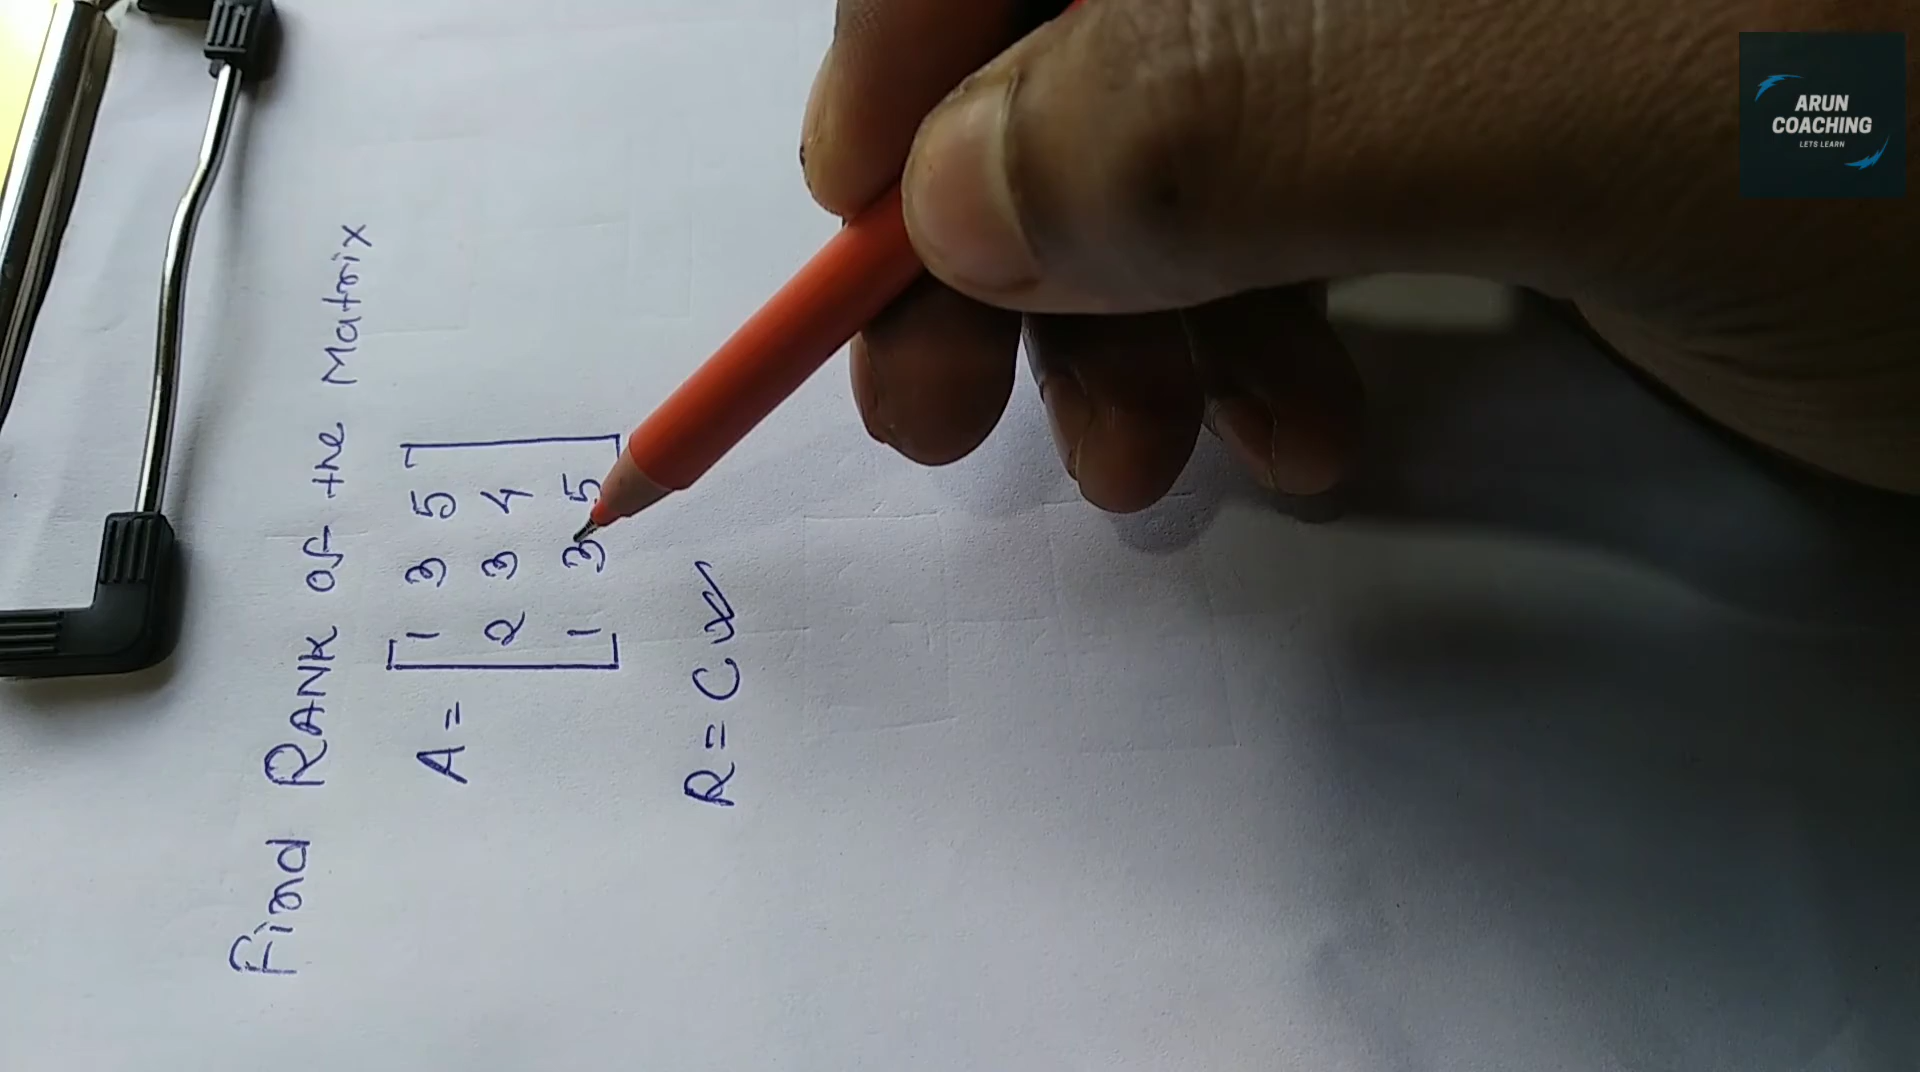 Find RANK OF the Matrix
A = [1 3 5
2 3 4
1 3 5]
R = C
ARUN
COACHING
LETS LEARN